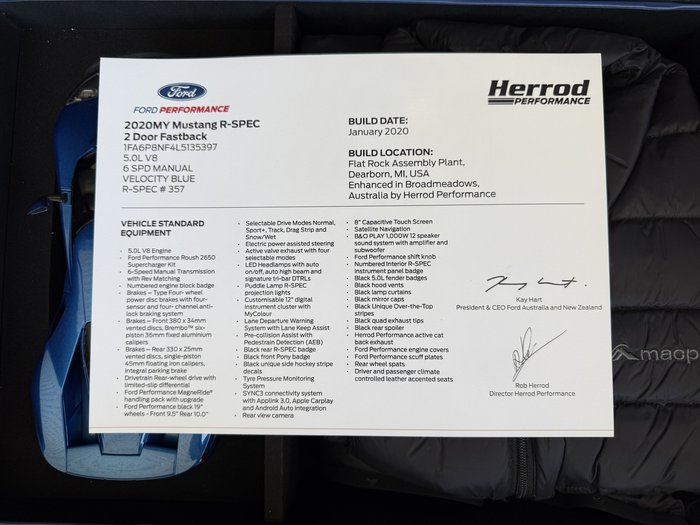 Ford
FORD PERFORMANCE
2020MY Mustang R-SPEC
2 Door Fastback
1FA6P8NF4L5135397
5.0L V8
6 SPD MANUAL
VELOCITY BLUE
R-SPEC # 357
Herrod
PERFORMANCE
BUILD DATE:
January 2020
BUILD LOCATION:
Flat Rock Assembly Plant,
Dearborn, MI, USA
Enhanced in Broadmeadows,
Australia by Herrod Performance
VEHICLE STANDARD
EQUIPMENT
• 5.0L V8 Engine
• Ford Performance Roush 2650
Supercharger Kit
• 6-Speed Manual Transmission
with Rev Matching
• Numbered engine block badge
• Brakes – Type Four- wheel
power disc brakes with four-
sensor and four- channel anti-
lock braking system
• Brakes – Front 380 x 34mm
vented discs, Brembo™ six-
piston 36mm fixed aluminium
calipers
• Brakes – Rear 330 x 25mm
vented discs, single-piston
45mm floating iron calipers,
integral parking brake
• Drivetrain Rear-wheel drive with
limited-slip differential
• Ford Performance MagneRide®
handling pack with upgrade
• Ford Performance black 19"
wheels - Front 9.5" Rear 10.0"
• Selectable Drive Modes Normal,
Sport+, Track, Drag Strip and
Snow/Wet
• Electric power assisted steering
• Active valve exhaust with four
selectable modes
• LED Headlamps with auto
on/off, auto high beam and
signature tri-bar DTRLs
• Puddle Lamp R-SPEC
projection lights
• Customisable 12" digital
instrument cluster with
MyColour
• Lane Departure Warning
System with Lane Keep Assist
• Pre-collision Assist with
Pedestrian Detection (AEB)
• Black rear R-SPEC badge
• Black front Pony badge
• Black unique side hockey stripe
decals
• Tyre Pressure Monitoring
System
• SYNC3 connectivity system
with Applink 3.0, Apple Carplay
and Android Auto integration
• Rear view camera
• 8" Capacitive Touch Screen
• Satellite Navigation
• B&O PLAY 1,000W 12 speaker
sound system with amplifier and
subwoofer
• Ford Performance shift knob
• Numbered Interior R-SPEC
Instrument panel badge
• Black 5.0L fender badges
• Black hood vents
• Black lamp curtains
• Black mirror caps
• Black Unique Over-the-Top
stripes
• Black quad exhaust tips
• Black rear spoiler
• Herrod Performance active cat
back exhaust
• Ford Performance engine covers
• Ford Performance scuff plates
• Rear wheel spats
• Driver and passenger climate
controlled leather accented seats
Kay Hart
President & CEO Ford Australia and New Zealand
Rob Herrod
Director Herrod Performance
macp